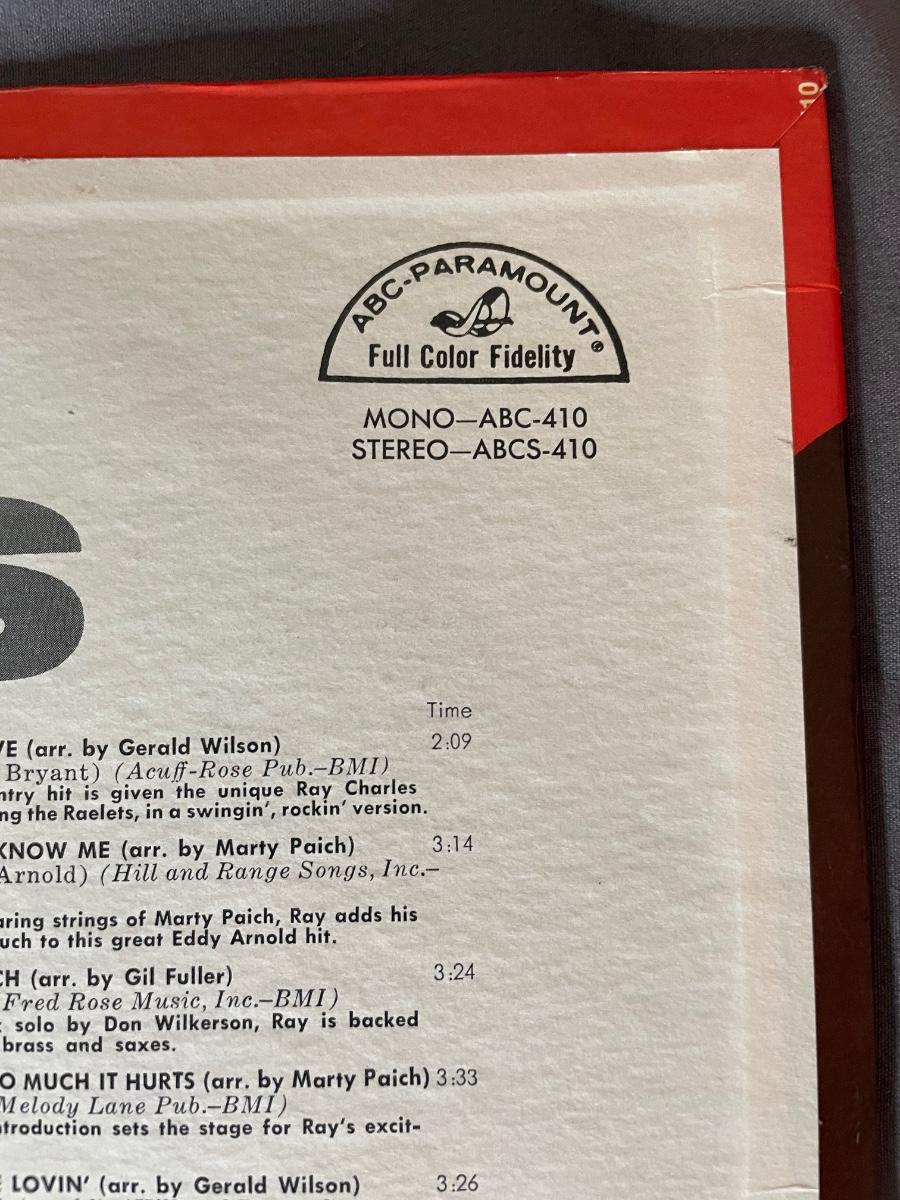 10
ABC-PARAMOUNT®
Full Color Fidelity
MONO—ABC-410
STEREO—ABCS-410
S
Time
VE (arr. by Gerald Wilson) 2:09
Bryant) (Acuff-Rose Pub.–BMI)
ntry hit is given the unique Ray Charles
ng the Raelets, in a swingin', rockin' version.
KNOW ME (arr. by Marty Paich) 3:14
Arnold) (Hill and Range Songs, Inc.–
aring strings of Marty Paich, Ray adds his
uch to this great Eddy Arnold hit.
CH (arr. by Gil Fuller) 3:24
Fred Rose Music, Inc.–BMI)
solo by Don Wilkerson, Ray is backed
brass and saxes.
O MUCH IT HURTS (arr. by Marty Paich) 3:33
Melody Lane Pub.–BMI)
troduction sets the stage for Ray's excit–
LOVIN' (arr. by Gerald Wilson) 3:26